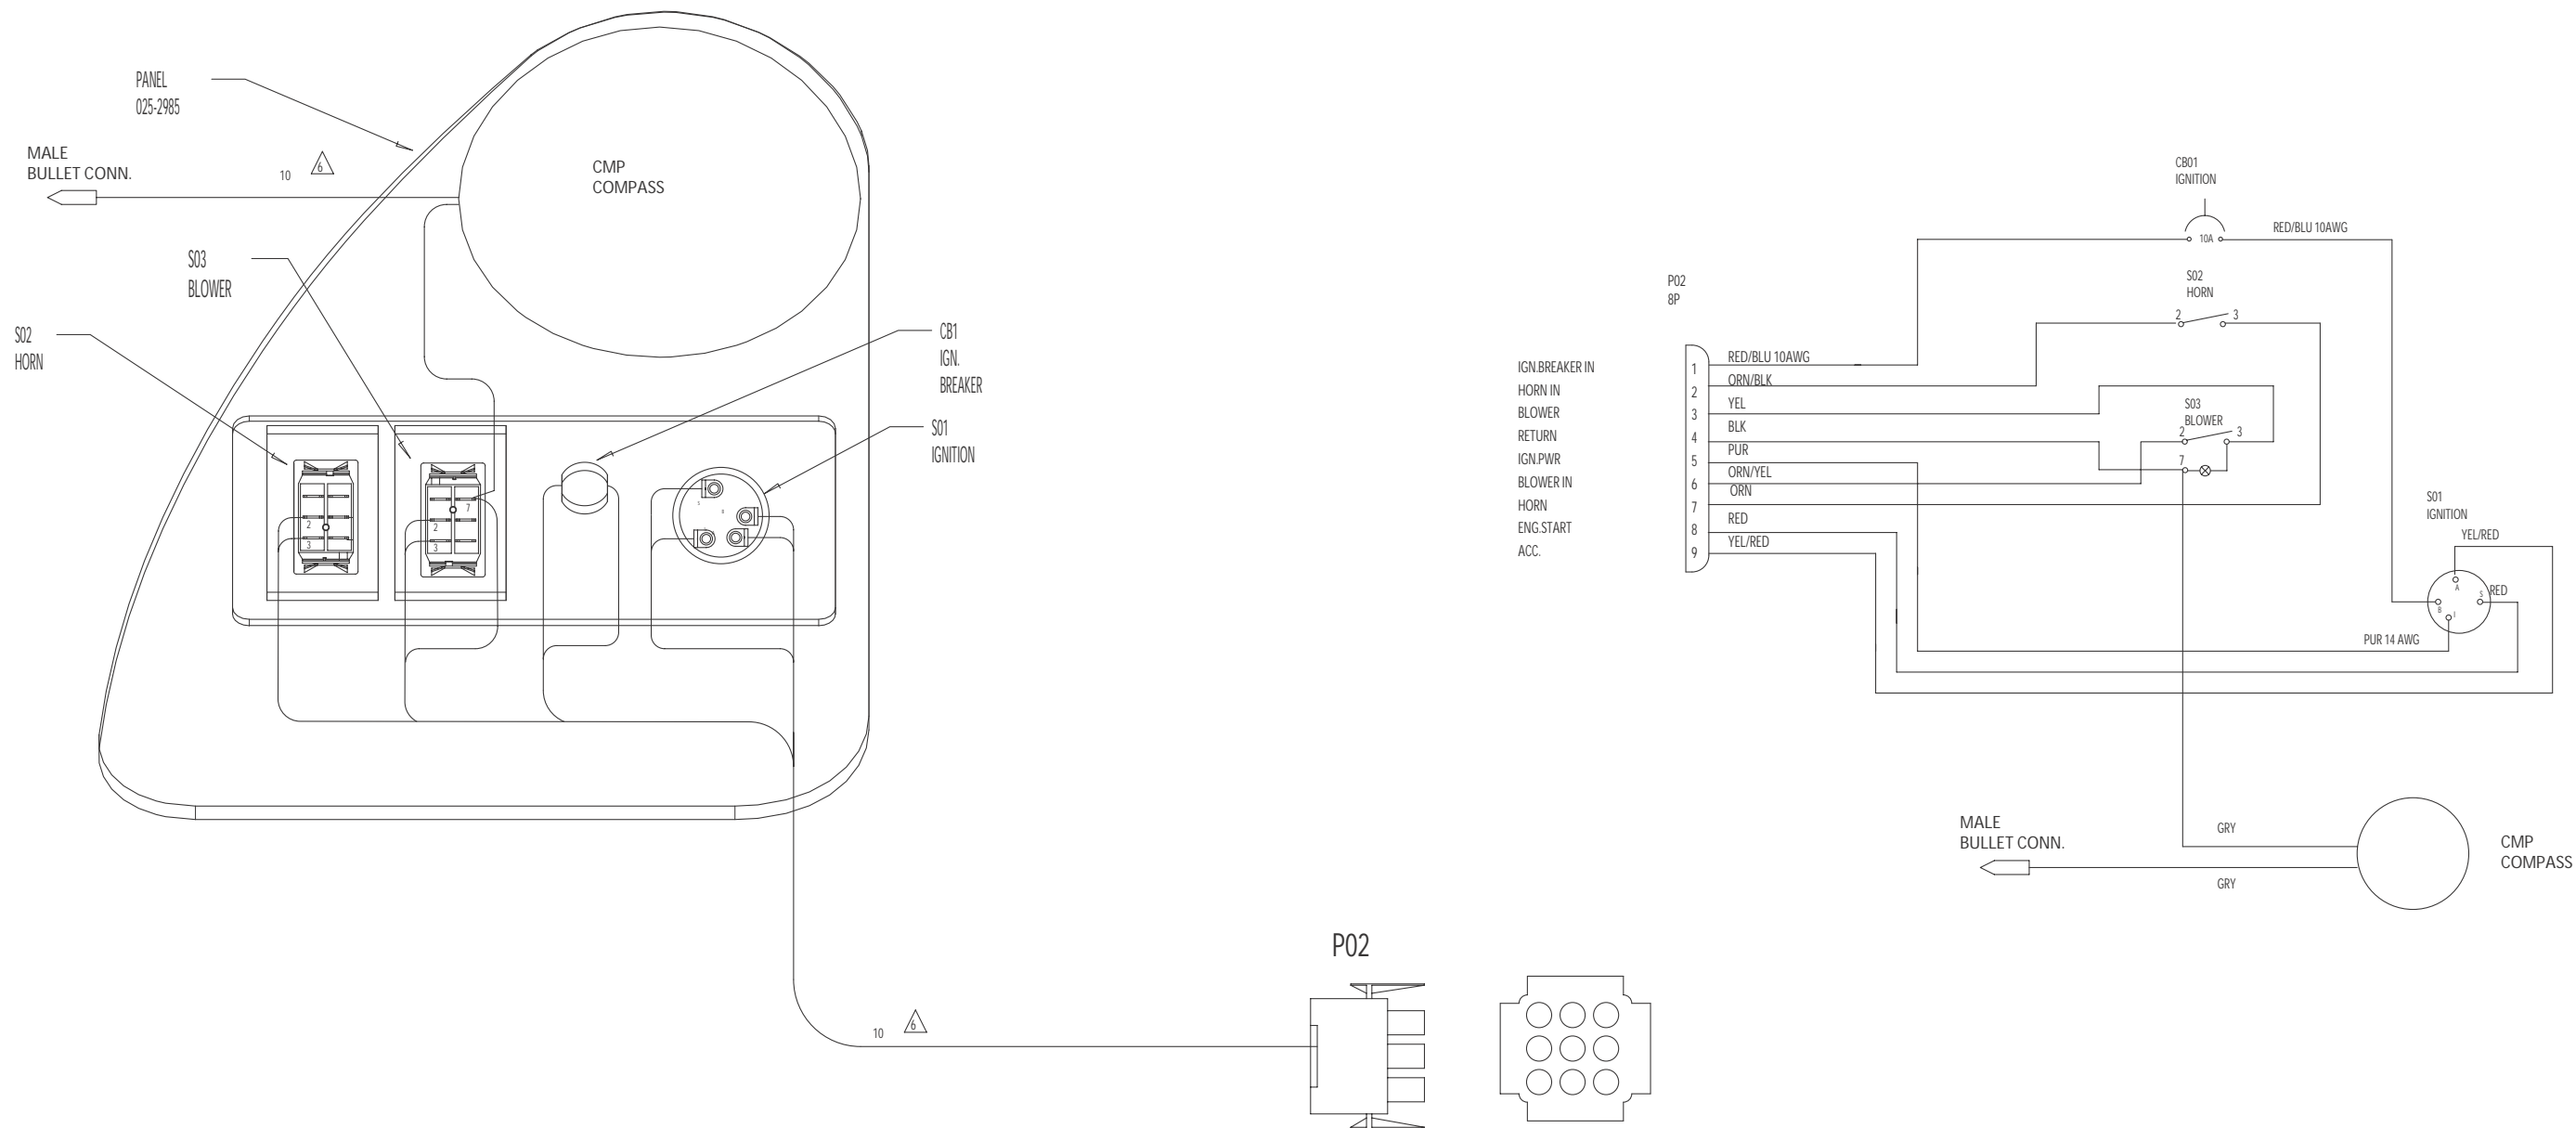 PANEL
025-2985
MALE
BULLET CONN.
10
6
CMP
COMPASS
S03
BLOWER
S02
HORN
CB1
IGN.
BREAKER
S01
IGNITION
2
3
7
2
3
S
B
10
6
P02
CB01
IGNITION
10A
RED/BLU 10AWG
S02
HORN
2
3
P02
8P
IGN.BREAKER IN
HORN IN
BLOWER
RETURN
IGN.PWR
BLOWER IN
HORN
ENG.START
ACC.
1
2
3
4
5
6
7
8
9
RED/BLU 10AWG
ORN/BLK
YEL
BLK
PUR
ORN/YEL
ORN
RED
YEL/RED
S03
BLOWER
2
3
7
S01
IGNITION
YEL/RED
A
B
S
I
RED
PUR 14 AWG
MALE
BULLET CONN.
GRY
GRY
CMP
COMPASS